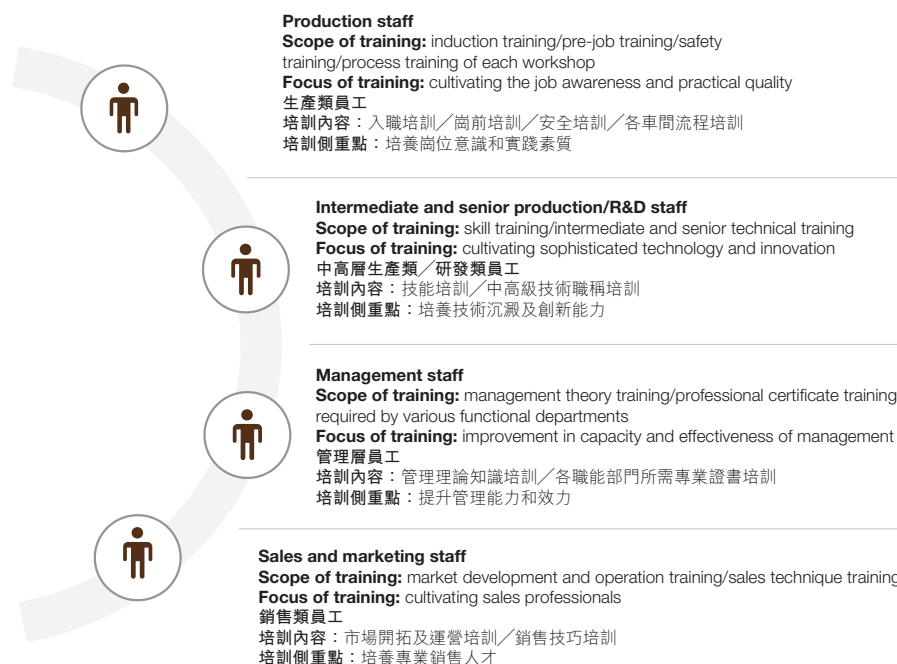 Production staff
Scope of training: induction training/pre-job training/safety
training/process training of each workshop
Focus of training: cultivating the job awareness and practical quality
生產類員工
培訓內容：入職培訓／崗前培訓／安全培訓／各車間流程培訓
培訓側重點：培養崗位意識和實踐素質
Intermediate and senior production/R&D staff
Scope of training: skill training/intermediate and senior technical training
Focus of training: cultivating sophisticated technology and innovation
中高層生產類／研發類員工
培訓內容：技能培訓／中高級技術職稱培訓
培訓側重點：培養技術沉澱及創新能力
Management staff
Scope of training: management theory training/professional certificate training
required by various functional departments
Focus of training: improvement in capacity and effectiveness of management
管理層員工
培訓內容：管理理論知識培訓／各職能部門所需專業證書培訓
培訓側重點：提升管理能力和效力
Sales and marketing staff
Scope of training: market development and operation training/sales technique training
Focus of training: cultivating sales professionals
銷售類員工
培訓內容：市場開拓及運營培訓／銷售技巧培訓
培訓側重點：培養專業銷售人才